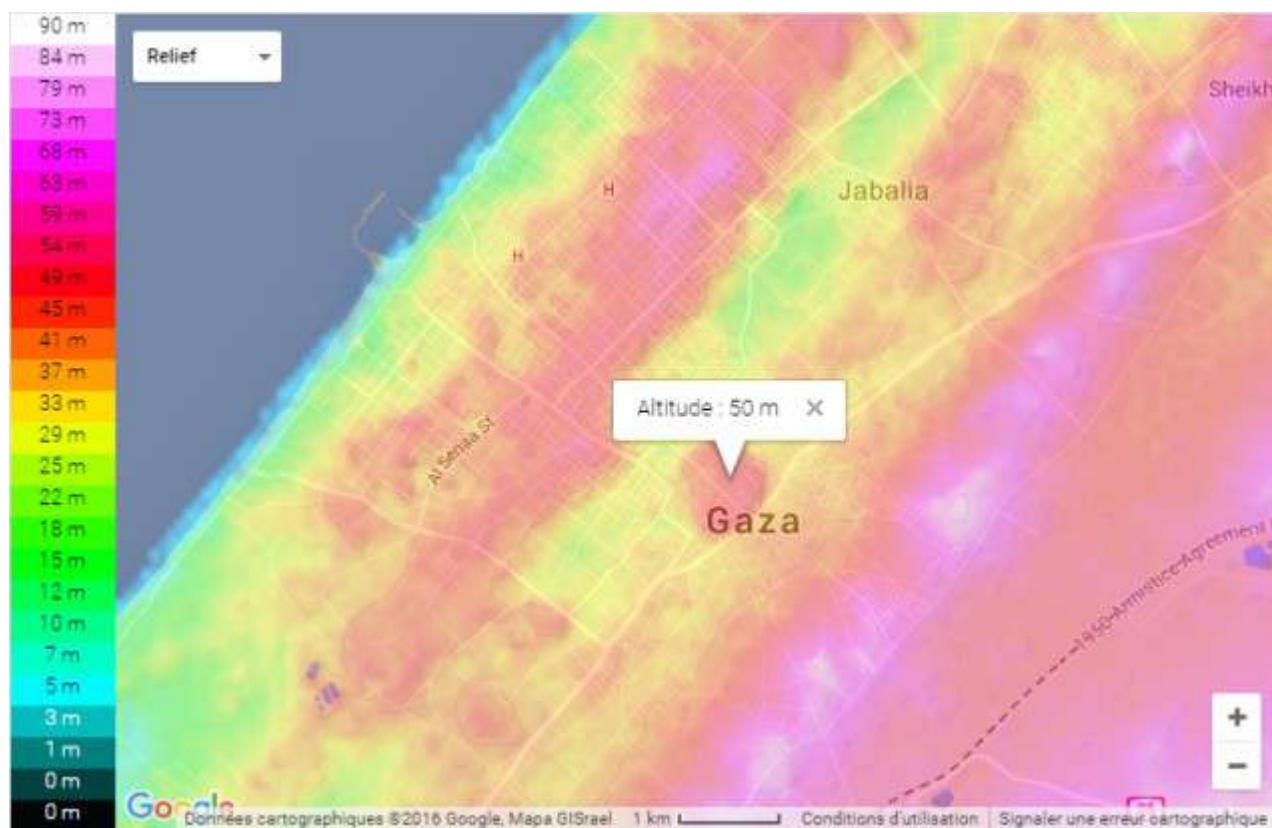 90 m
84 m
79 m
73 m
68 m
63 m
59 m
54 m
49 m
45 m
41 m
37 m
33 m
29 m
25 m
22 m
18 m
15 m
12 m
10 m
7 m
5 m
3 m
1 m
0 m
0 m
Relief
Sheikh
H
Jabalia
H
Altitude : 50 m ×
Al Senaa St
Gaza
1950 Armistice Agreement
+
−
Google
Données cartographiques ©2016 Google, Mapa GISrael 1 km Conditions d'utilisation Signaler une erreur cartographique